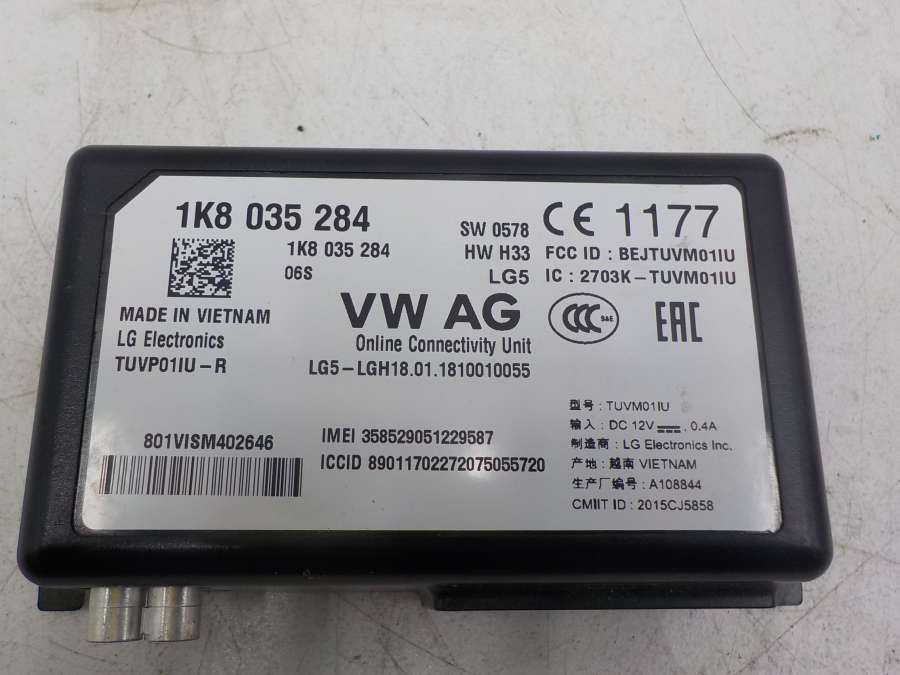 1K8 035 284
1K8 035 284
06S
SW 0578
HW H33
LG5
CE 1177
FCC ID : BEJTUVM01IU
IC : 2703K-TUVM01IU
MADE IN VIETNAM
LG Electronics
TUVP01IU-R
VW AG
Online Connectivity Unit
LG5-LGH18.01.1810010055
CCC S&E
EAC
801VISM402646
IMEI 358529051229587
ICCID 89011702272075055720
型号 : TUVM01IU
输入 : DC 12V ⎓ , 0.4A
制造商 : LG Electronics Inc.
产地 : 越南 VIETNAM
生产厂编号 : A108844
CMIIT ID : 2015CJ5858